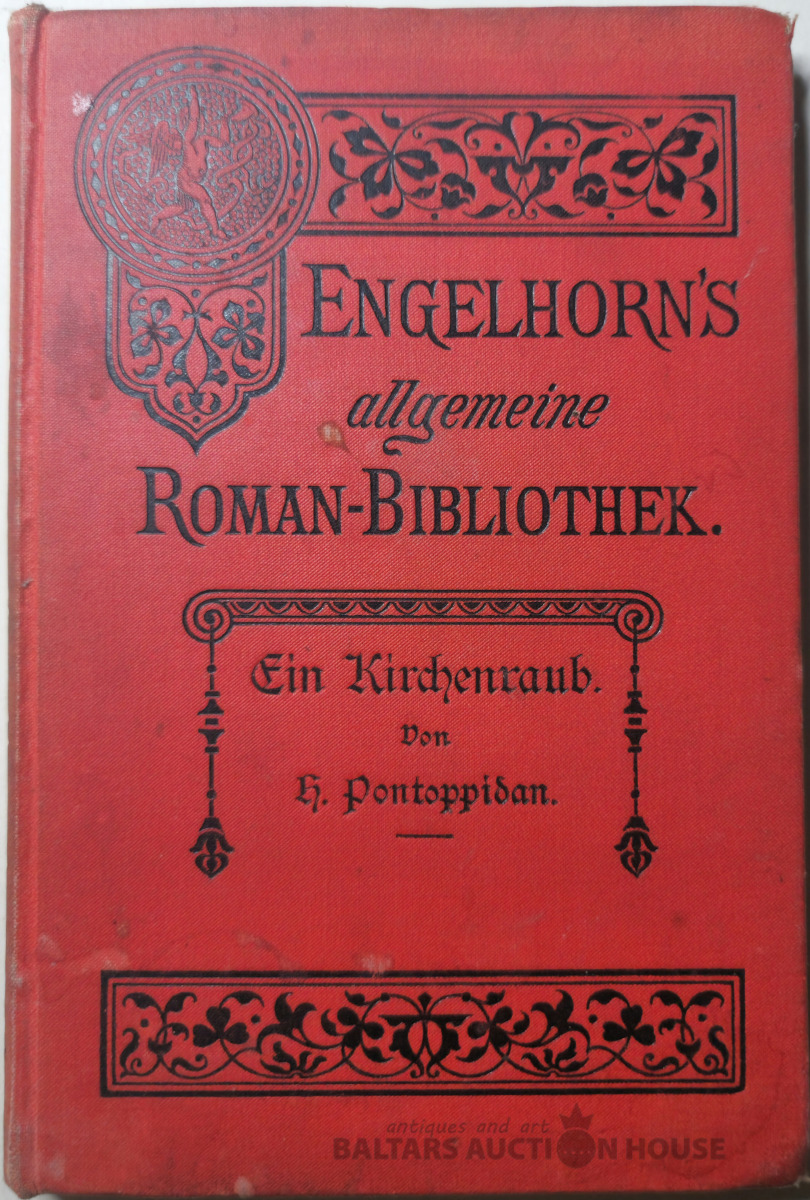 ENGELHORN'S
allgemeine
ROMAN-BIBLIOTHEK.
Ein Kirchenraub.
Von
H. Pontoppidan.
antiques and art
BALTARS AUCTION HOUSE